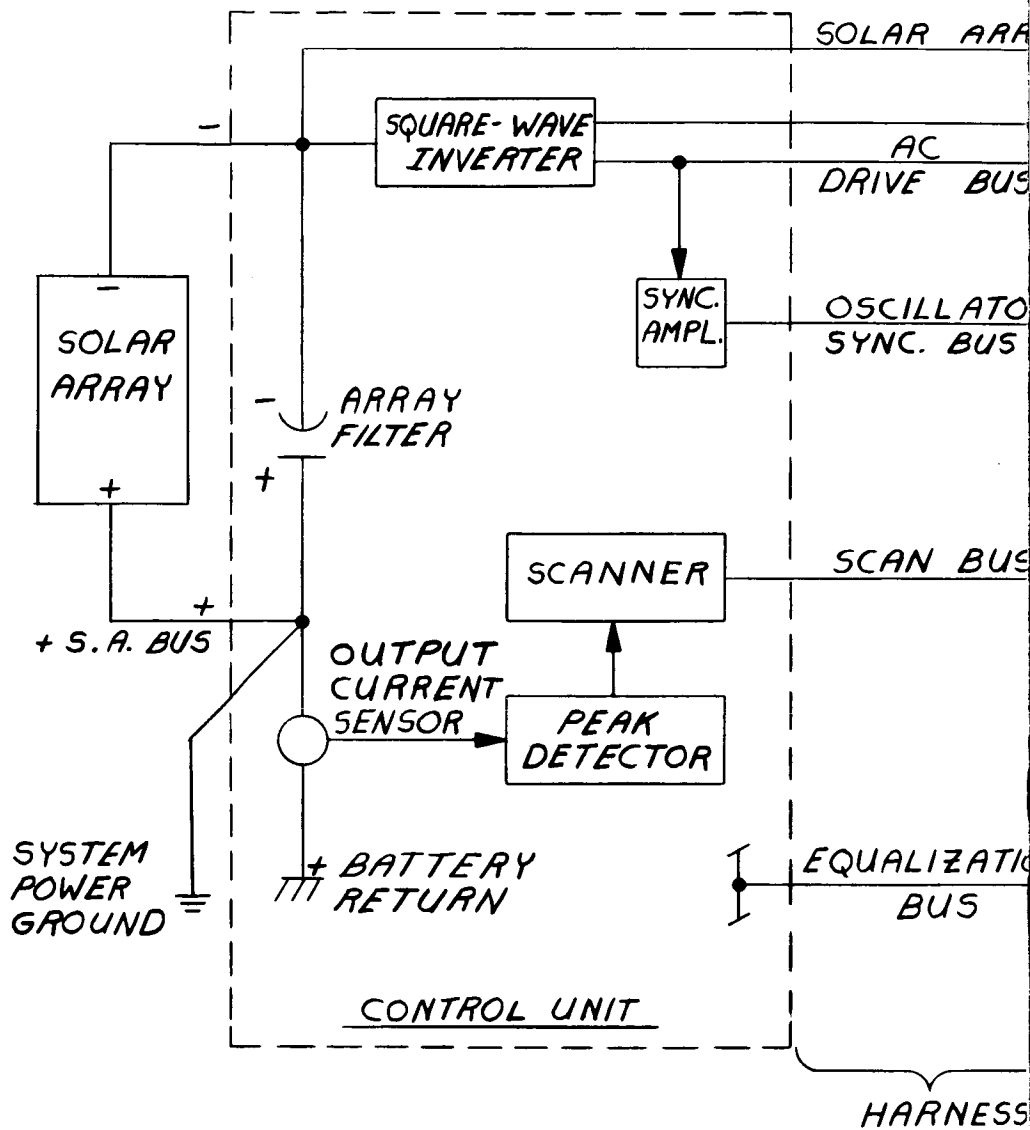 SOLAR ARR
-
SQUARE-WAVE
INVERTER
AC
DRIVE BUS
-
SOLAR
ARRAY
+
SYNC.
AMPL.
OSCILLATO
SYNC. BUS
- ARRAY
FILTER
+
SCANNER
SCAN BUS
+
+ S.A. BUS
OUTPUT
CURRENT
SENSOR
PEAK
DETECTOR
SYSTEM
POWER
GROUND
+ BATTERY
RETURN
EQUALIZATIO
BUS
CONTROL UNIT
HARNESS